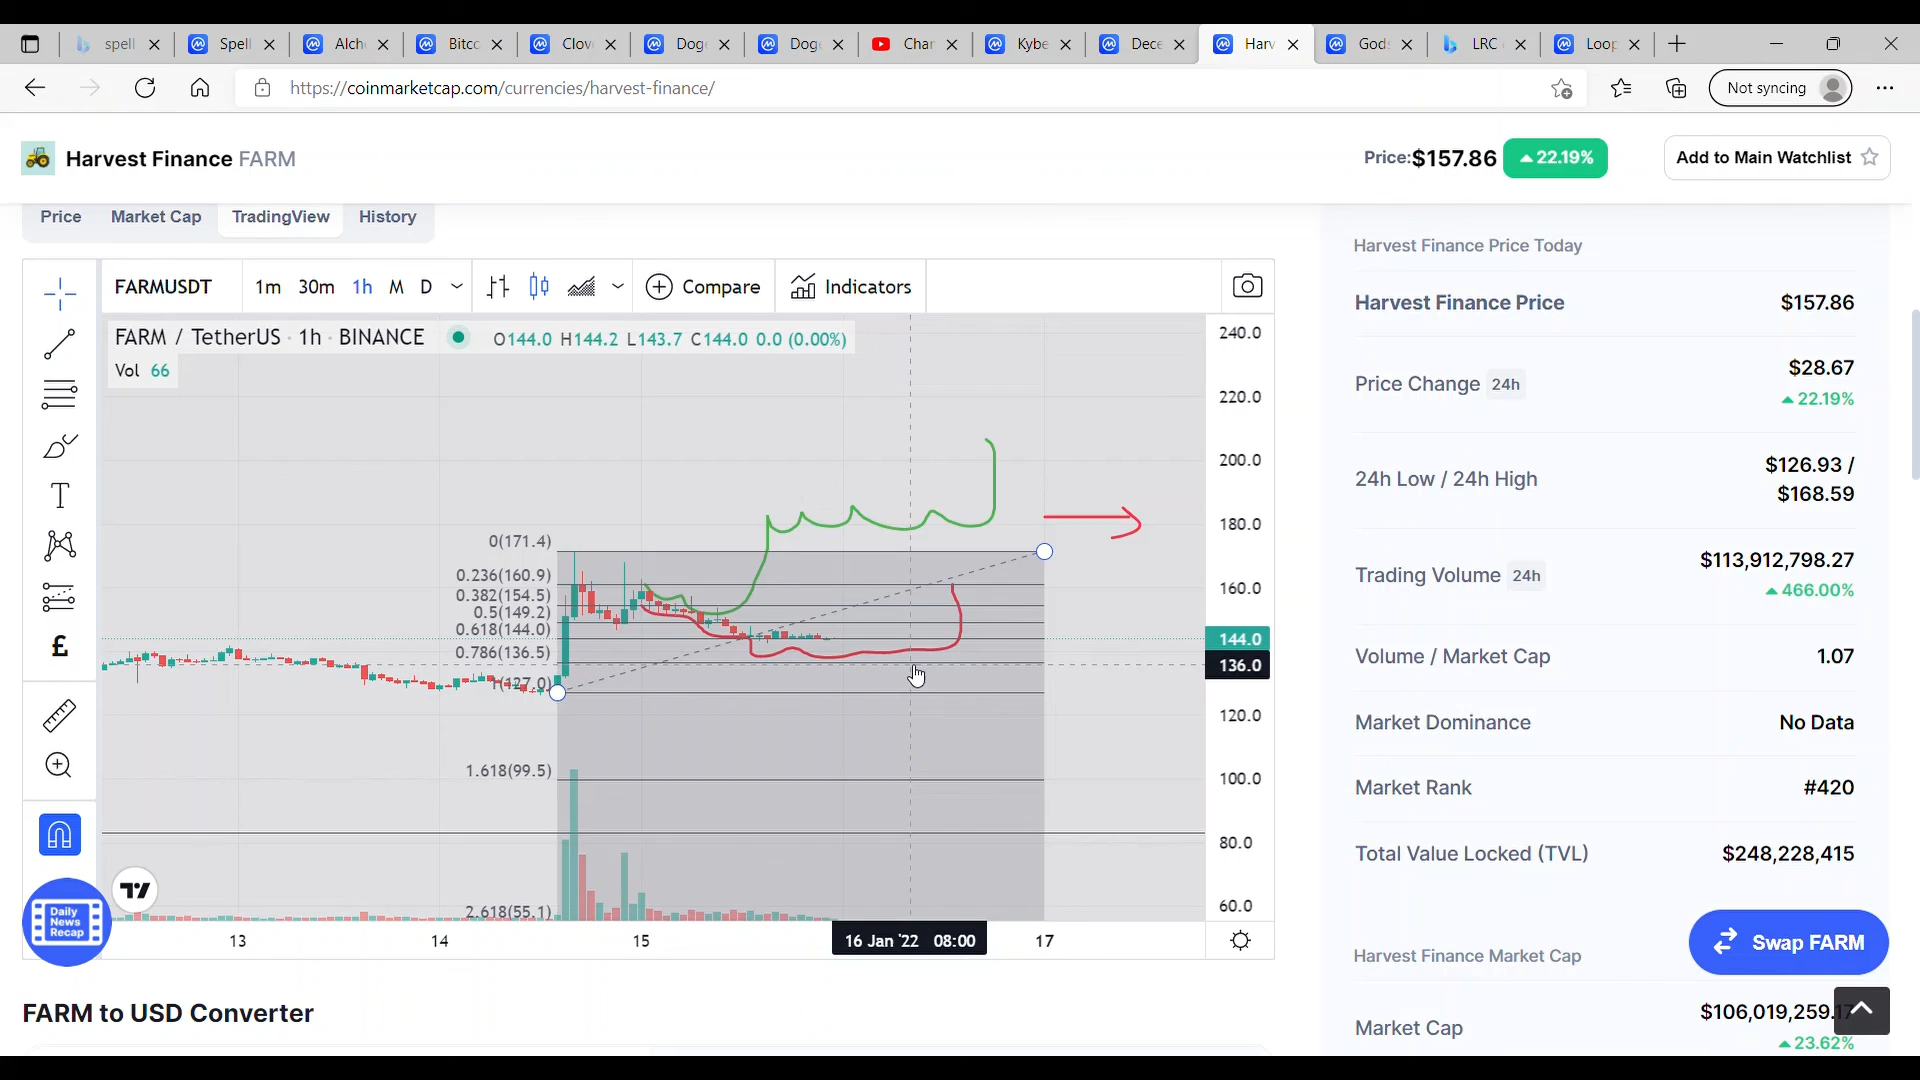 spell
Spell
Alch
Bitco
Clov
Doge
Doge
Char
Kybe
Dece
Harv
Gods
LRC
Loop
https://coinmarketcap.com/currencies/harvest-finance/
Not syncing
Harvest Finance FARM
Price:$157.86
22.19%
Add to Main Watchlist
Price Market Cap TradingView History
FARMUSDT 1m 30m 1h M D Compare Indicators
FARM / TetherUS · 1h · BINANCE O144.0 H144.2 L143.7 C144.0 0.0 (0.00%)
Vol 66
T
£
0(171.4)
0.236(160.9)
0.382(154.5)
0.5(149.2)
0.618(144.0)
0.786(136.5)
1(127.0)
1.618(99.5)
2.618(55.1)
240.0
220.0
200.0
180.0
160.0
144.0
136.0
120.0
100.0
80.0
60.0
13 14 15 16 Jan '22 08:00 17
Daily
News
Recap
FARM to USD Converter
Harvest Finance Price Today
Harvest Finance Price $157.86
Price Change 24h $28.67
22.19%
24h Low / 24h High $126.93 /
$168.59
Trading Volume 24h $113,912,798.27
466.00%
Volume / Market Cap 1.07
Market Dominance No Data
Market Rank #420
Total Value Locked (TVL) $248,228,415
Swap FARM
Harvest Finance Market Cap
Market Cap $106,019,259.1
23.62%